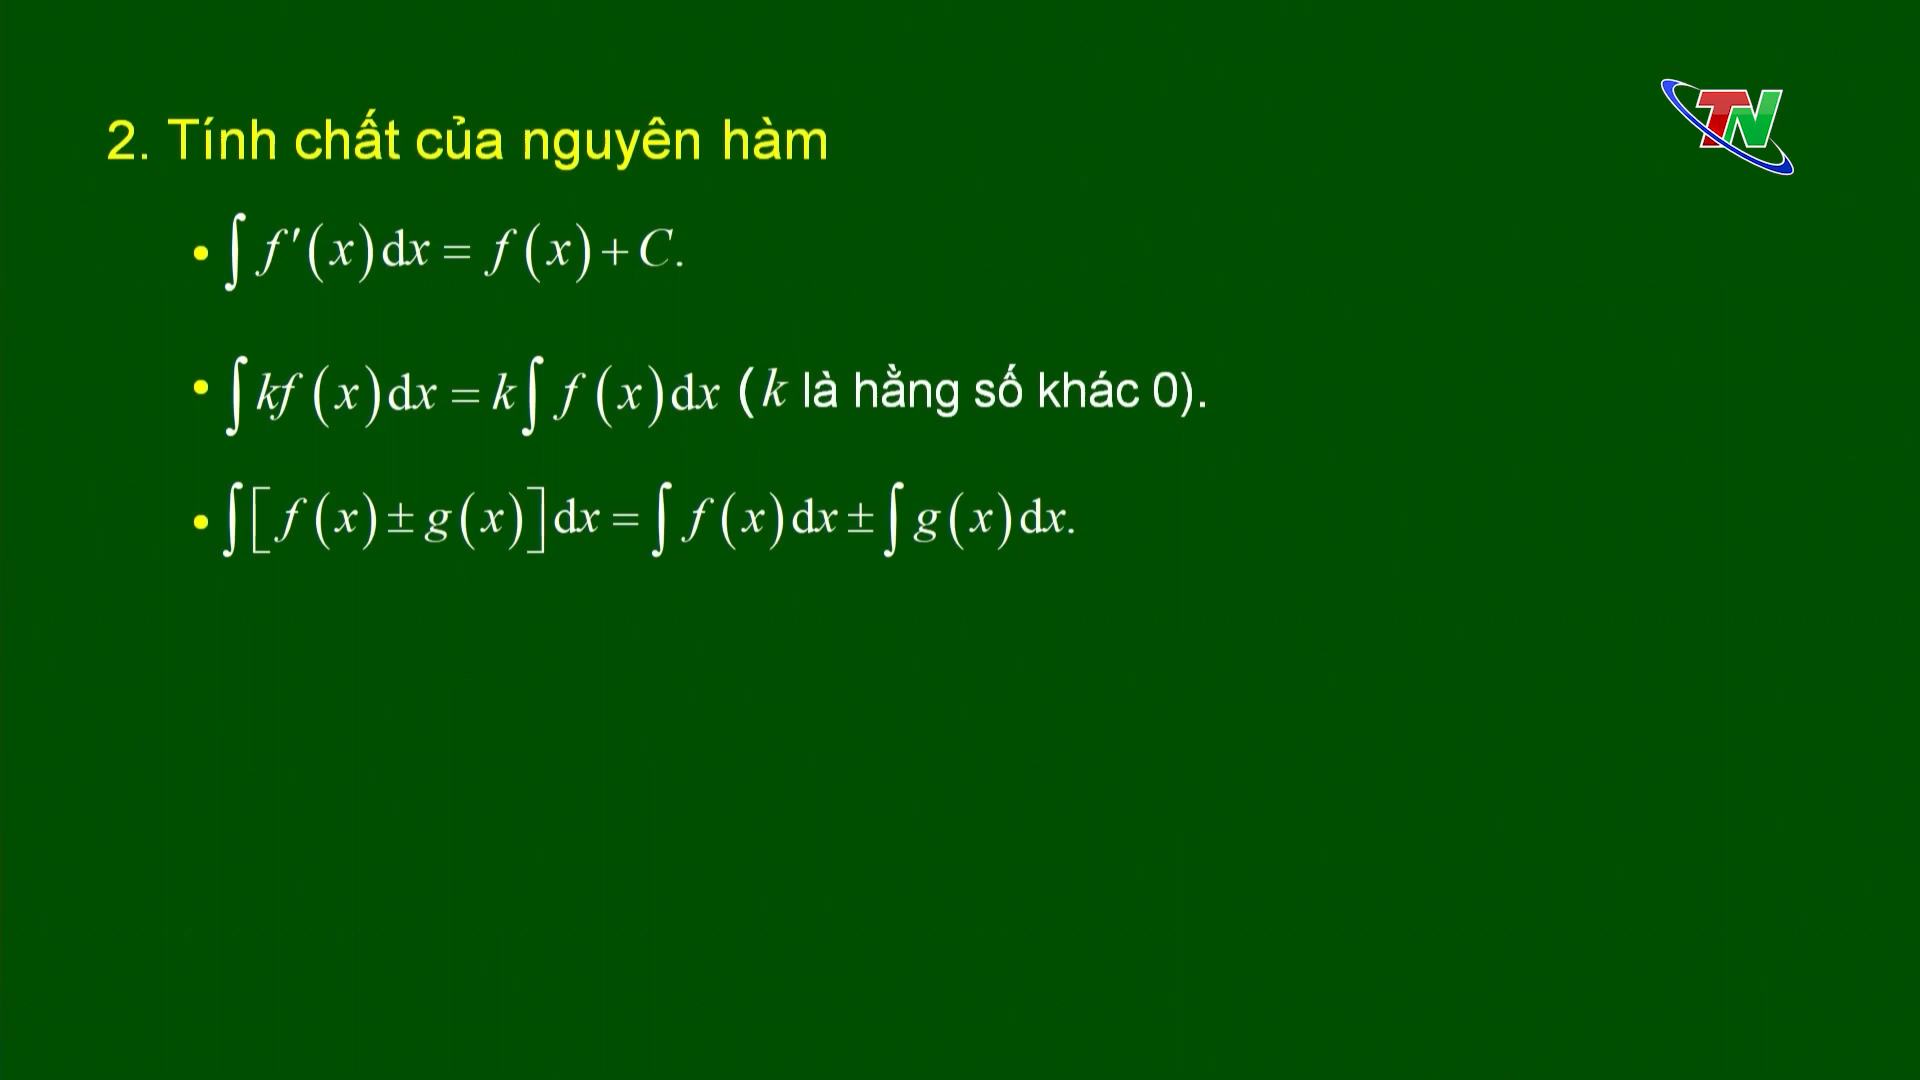 TN
2. Tính chất của nguyên hàm
• ∫ f′(x)dx = f(x) + C.
• ∫ kf(x)dx = k∫ f(x)dx (k là hằng số khác 0).
• ∫[f(x) ± g(x)]dx = ∫ f(x)dx ± ∫ g(x)dx.